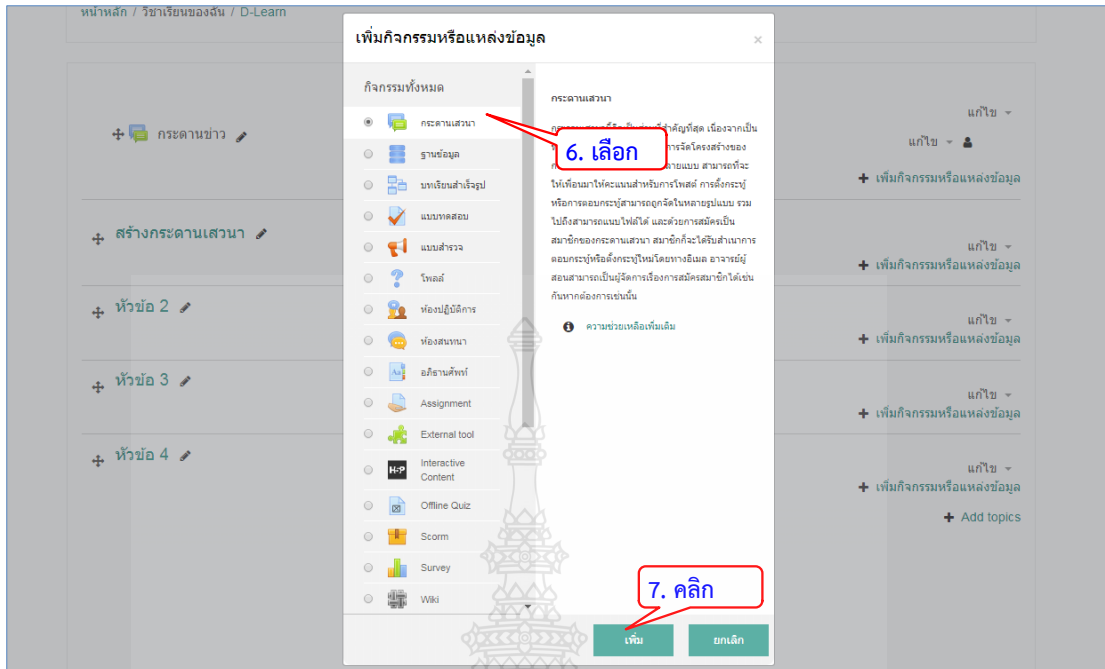 หน้าหลัก / วิชาเรียนของฉัน / D-Learn
เพิ่มกิจกรรมหรือแหล่งข้อมูล ×
กิจกรรมทั้งหมด
กระดานเสวนา
ฐานข้อมูล
บทเรียนสำเร็จรูป
แบบทดสอบ
แบบสำรวจ
โพลล์
ห้องปฏิบัติการ
ห้องสนทนา
อภิธานศัพท์
Assignment
External tool
H-P
Interactive
Content
Offline Quiz
Scorm
Survey
Wiki
กระดานเสวนา
6. เลือก
ให้เพื่อนมาให้คะแนนสำหรับการโพสต์ การตั้งกระทู้
หรือการตอบกระทู้สามารถถูกจัดในหลายรูปแบบ รวม
ไปถึงสามารถแนบไฟล์ได้ และด้วยการสมัครเป็น
สมาชิกของกระดานเสวนา สมาชิกก็จะได้รับสำเนาการ
ตอบกระทู้หรือตั้งกระทู้ใหม่โดยทางอีเมล อาจารย์ผู้
สอนสามารถเป็นผู้จัดการเรื่องการสมัครสมาชิกได้เช่น
กันหากต้องการเช่นนั้น
ความช่วยเหลือเพิ่มเติม
7. คลิก
เพิ่ม
ยกเลิก
กระดานข่าว
แก้ไข
แก้ไข
เพิ่มกิจกรรมหรือแหล่งข้อมูล
สร้างกระดานเสวนา
แก้ไข
เพิ่มกิจกรรมหรือแหล่งข้อมูล
หัวข้อ 2
แก้ไข
เพิ่มกิจกรรมหรือแหล่งข้อมูล
หัวข้อ 3
แก้ไข
เพิ่มกิจกรรมหรือแหล่งข้อมูล
หัวข้อ 4
แก้ไข
เพิ่มกิจกรรมหรือแหล่งข้อมูล
Add topics